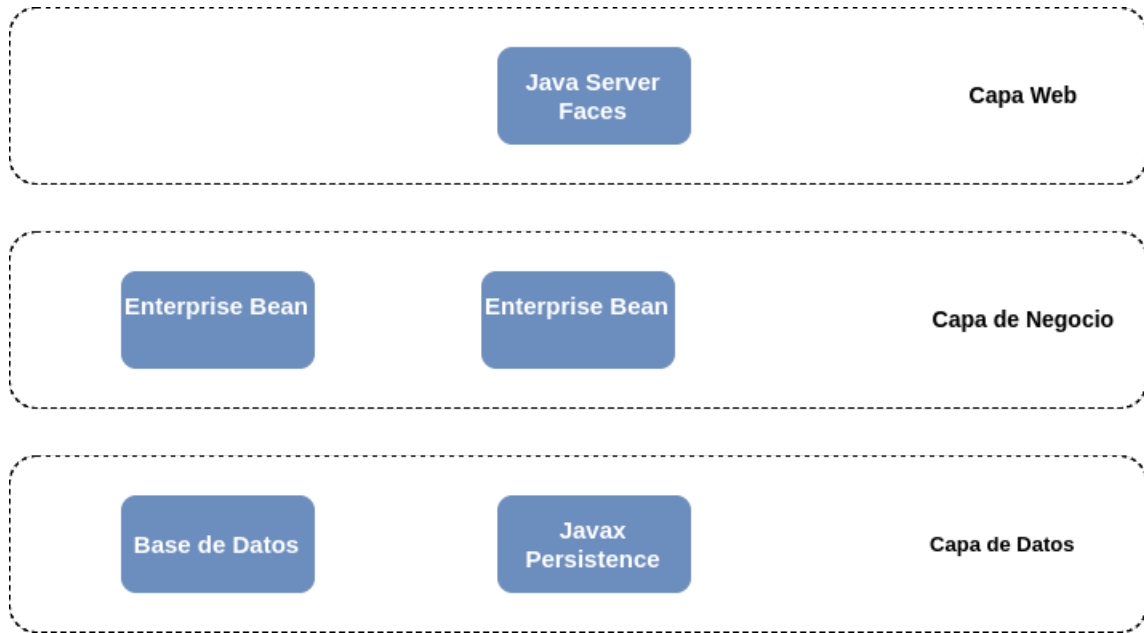 Java Server
Faces
Capa Web
Enterprise Bean
Enterprise Bean
Capa de Negocio
Base de Datos
Javax
Persistence
Capa de Datos